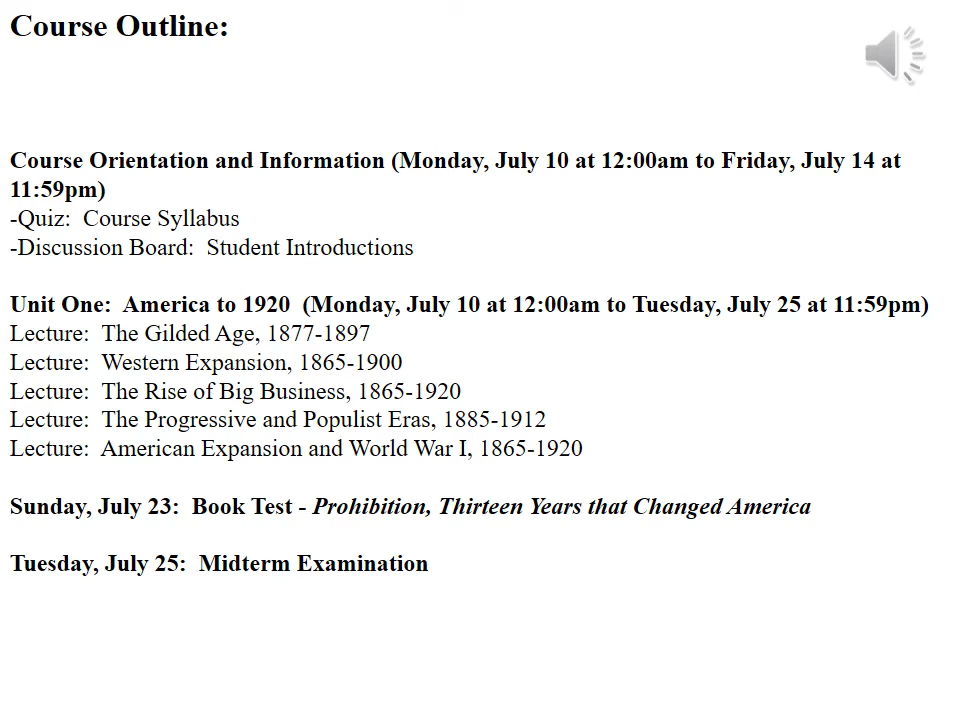 Course Outline:
Course Orientation and Information (Monday, July 10 at 12:00am to Friday, July 14 at
11:59pm)
-Quiz:  Course Syllabus
-Discussion Board:  Student Introductions
Unit One:  America to 1920  (Monday, July 10 at 12:00am to Tuesday, July 25 at 11:59pm)
Lecture:  The Gilded Age, 1877-1897
Lecture:  Western Expansion, 1865-1900
Lecture:  The Rise of Big Business, 1865-1920
Lecture:  The Progressive and Populist Eras, 1885-1912
Lecture:  American Expansion and World War I, 1865-1920
Sunday, July 23:  Book Test - Prohibition, Thirteen Years that Changed America
Tuesday, July 25:  Midterm Examination